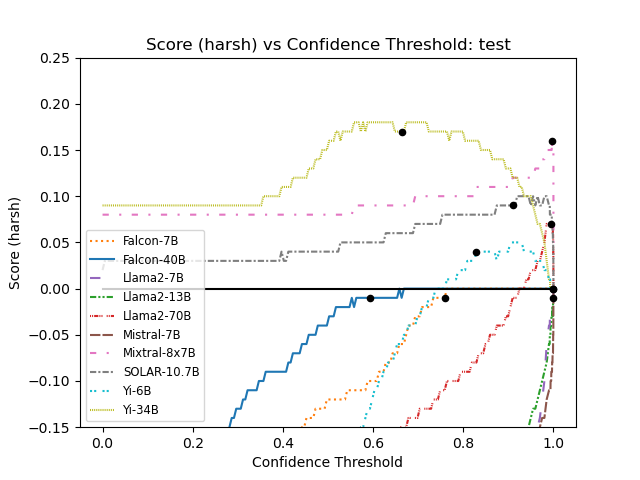 Score (harsh) vs Confidence Threshold: test
0.25
0.20
0.15
0.10
0.05
0.00
−0.05
−0.10
−0.15
Score (harsh)
Falcon-7B
Falcon-40B
Llama2-7B
Llama2-13B
Llama2-70B
Mistral-7B
Mixtral-8x7B
SOLAR-10.7B
Yi-6B
Yi-34B
0.0 0.2 0.4 0.6 0.8 1.0
Confidence Threshold